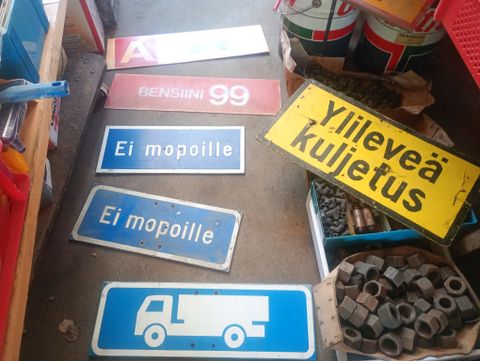 A
BENSIINI 99
Ei mopoille
Ei mopoille
Ylileveä
kuljetus